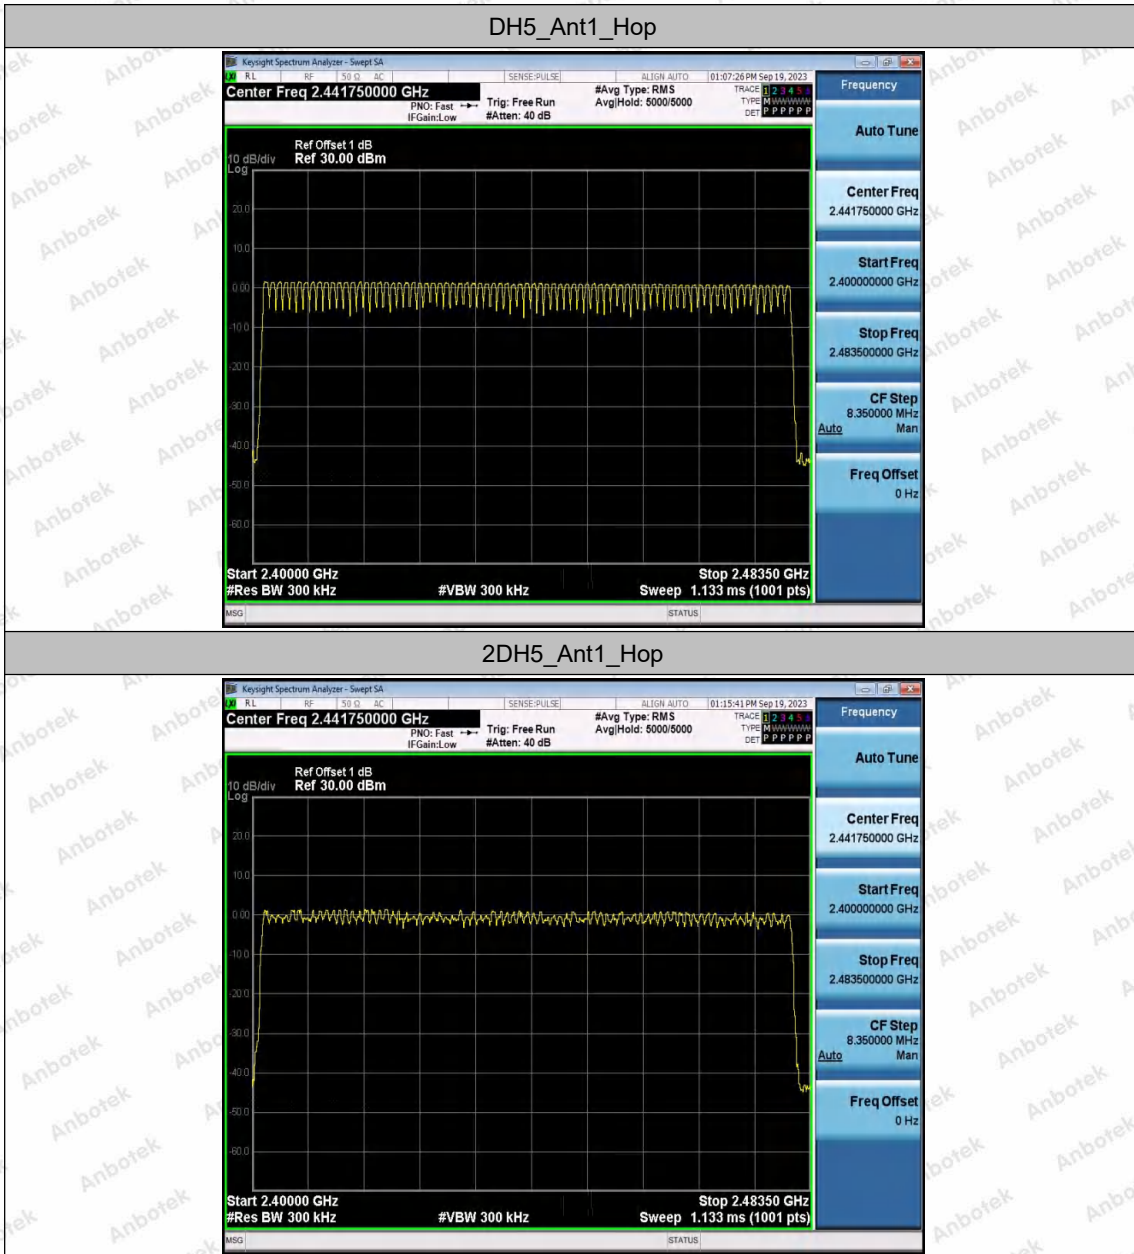 DH5_Ant1_Hop
Keysight Spectrum Analyzer - Swept SA
RL RF 50 Ω AC SENSE:PULSE ALIGN AUTO 01:07:26 PM Sep 19, 2023
Center Freq 2.441750000 GHz
PNO: Fast
IFGain:Low
Trig: Free Run
#Atten: 40 dB
#Avg Type: RMS
Avg|Hold: 5000/5000
TRACE 1 2 3 4 5 6
TYPE M
DET P P P P P P
Frequency
Auto Tune
Center Freq
2.441750000 GHz
Start Freq
2.400000000 GHz
Stop Freq
2.483500000 GHz
CF Step
8.350000 MHz
Auto Man
Freq Offset
0 Hz
Ref Offset 1 dB
10 dB/div Ref 30.00 dBm
Log
20.0
10.0
0.00
-10.0
-20.0
-30.0
-40.0
-50.0
-60.0
Start 2.40000 GHz Stop 2.48350 GHz
#Res BW 300 kHz #VBW 300 kHz Sweep 1.133 ms (1001 pts)
MSG STATUS
2DH5_Ant1_Hop
Keysight Spectrum Analyzer - Swept SA
RL RF 50 Ω AC SENSE:PULSE ALIGN AUTO 01:15:41 PM Sep 19, 2023
Center Freq 2.441750000 GHz
PNO: Fast
IFGain:Low
Trig: Free Run
#Atten: 40 dB
#Avg Type: RMS
Avg|Hold: 5000/5000
TRACE 1 2 3 4 5 6
TYPE M
DET P P P P P P
Frequency
Auto Tune
Center Freq
2.441750000 GHz
Start Freq
2.400000000 GHz
Stop Freq
2.483500000 GHz
CF Step
8.350000 MHz
Auto Man
Freq Offset
0 Hz
Ref Offset 1 dB
10 dB/div Ref 30.00 dBm
Log
20.0
10.0
0.00
-10.0
-20.0
-30.0
-40.0
-50.0
-60.0
Start 2.40000 GHz Stop 2.48350 GHz
#Res BW 300 kHz #VBW 300 kHz Sweep 1.133 ms (1001 pts)
MSG STATUS
Anbotek